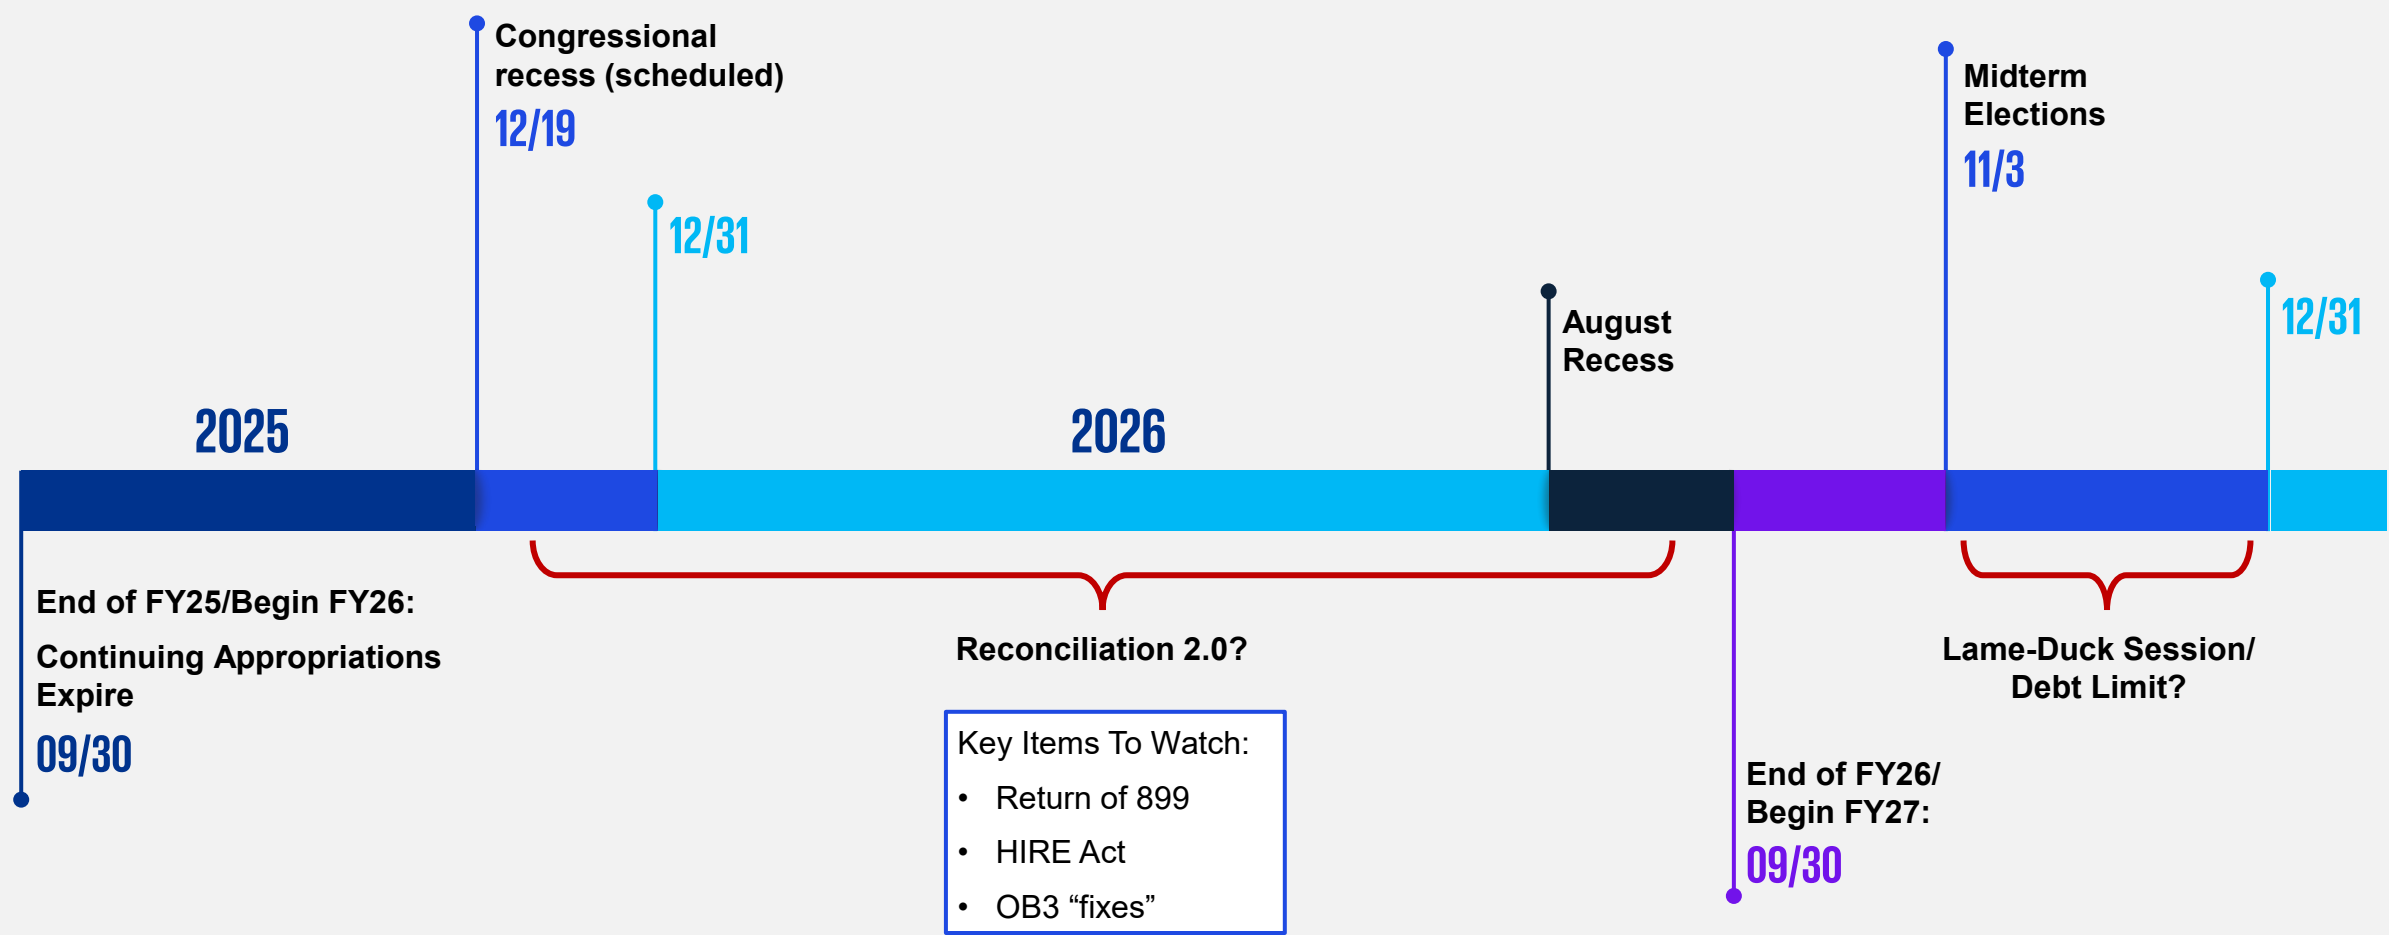 Congressional
recess (scheduled)
12/19
12/31
Midterm
Elections
11/3
12/31
August
Recess
2025
2026
End of FY25/Begin FY26:
Continuing Appropriations
Expire
09/30
Reconciliation 2.0?
Key Items To Watch:
• Return of 899
• HIRE Act
• OB3 “fixes”
Lame-Duck Session/
Debt Limit?
End of FY26/
Begin FY27:
09/30